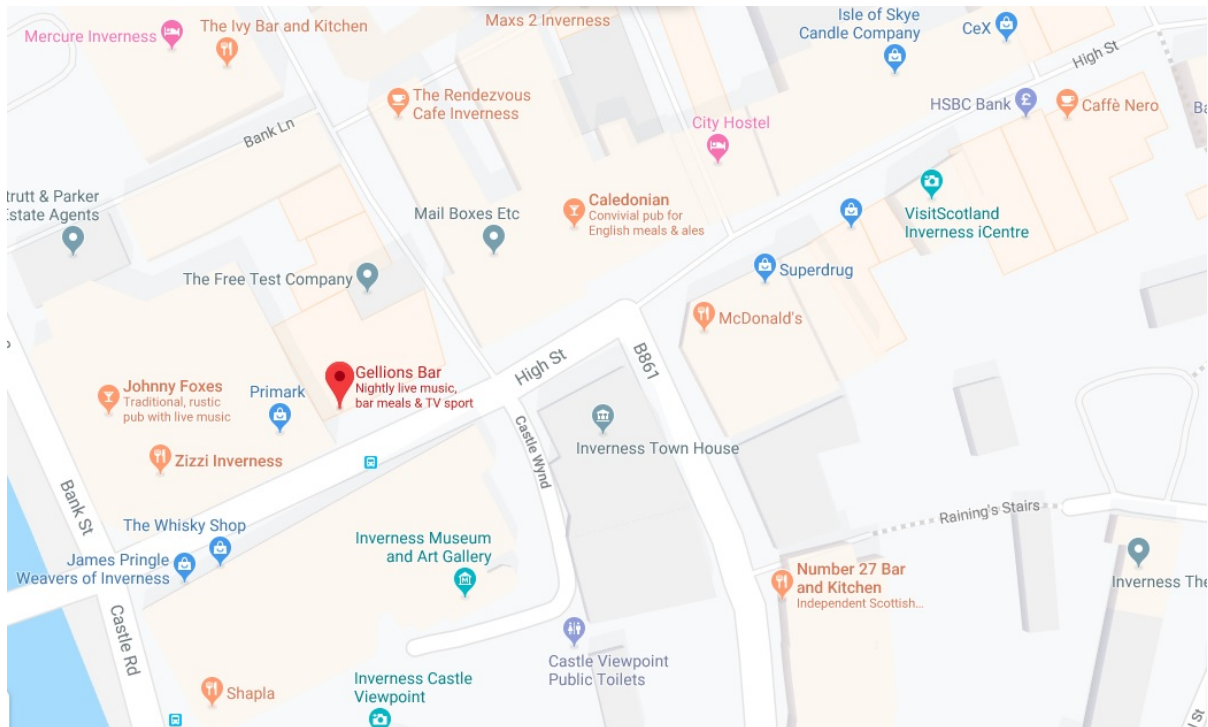 Mercure Inverness
The Ivy Bar and Kitchen
Maxs 2 Inverness
Isle of Skye
Candle Company
CeX
High St
The Rendezvous
Cafe Inverness
HSBC Bank
£
Caffè Nero
Ba
Bank Ln
City Hostel
trutt & Parker
Estate Agents
Mail Boxes Etc
Caledonian
Convivial pub for
English meals & ales
VisitScotland
Inverness iCentre
The Free Test Company
Superdrug
McDonald's
High St
B861
Gellions Bar
Nightly live music,
bar meals & TV sport
Johnny Foxes
Traditional, rustic
pub with live music
Primark
Zizzi Inverness
Castle Wynd
Inverness Town House
Bank St
The Whisky Shop
James Pringle
Weavers of Inverness
Inverness Museum
and Art Gallery
Raining's Stairs
Number 27 Bar
and Kitchen
Independent Scottish...
Inverness The
Castle Rd
Castle Viewpoint
Public Toilets
Shapla
Inverness Castle
Viewpoint
l St